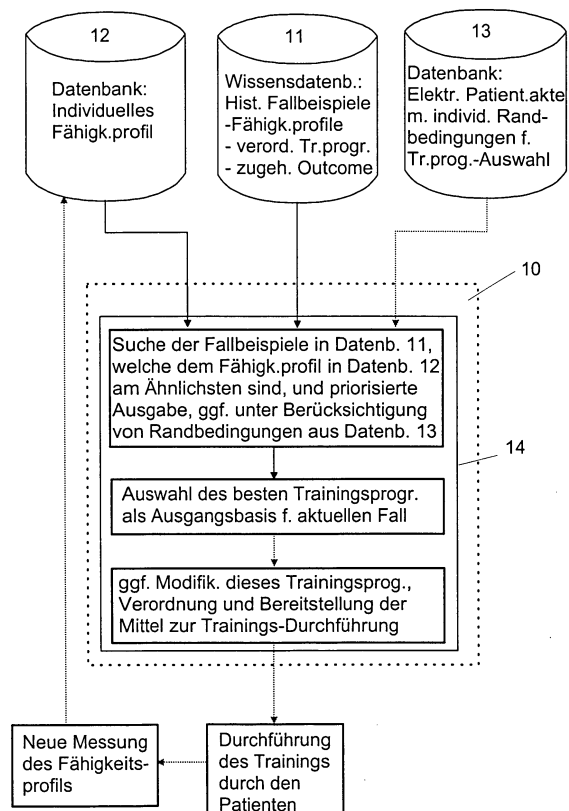 12
Datenbank:
Individuelles
Fähigk.profil
11
Wissensdatenb.:
Hist. Fallbeispiele
-Fähigk.profile
- verord. Tr.progr.
- zugeh. Outcome
13
Datenbank:
Elektr. Patient.akte
m. individ. Rand-
bedingungen f.
Tr.prog.-Auswahl
10
Suche der Fallbeispiele in Datenb. 11,
welche dem Fähigk.profil in Datenb. 12
am Ähnlichsten sind, und priorisierte
Ausgabe, ggf. unter Berücksichtigung
von Randbedingungen aus Datenb. 13
14
Auswahl des besten Trainingsprogr.
als Ausgangsbasis f. aktuellen Fall
ggf. Modifik. dieses Trainingsprog.,
Verordnung und Bereitstellung der
Mittel zur Trainings-Durchführung
Neue Messung
des Fähigkeits-
profils
Durchführung
des Trainings
durch den
Patienten